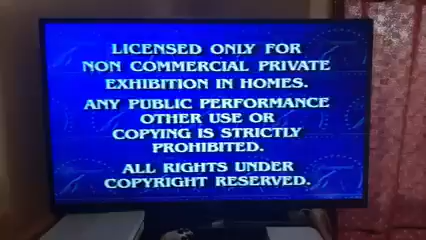 LICENSED ONLY FOR
NON COMMERCIAL PRIVATE
EXHIBITION IN HOMES.
ANY PUBLIC PERFORMANCE
OTHER USE OR
COPYING IS STRICTLY
PROHIBITED.
ALL RIGHTS UNDER
COPYRIGHT RESERVED.